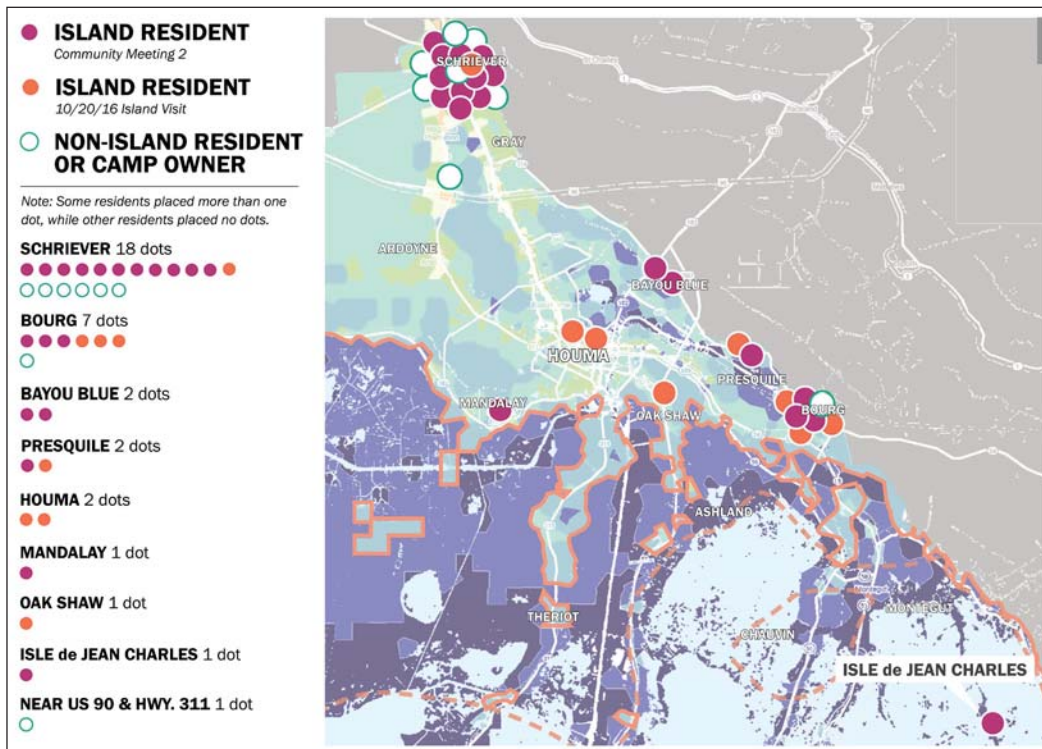 ISLAND RESIDENT
Community Meeting 2
ISLAND RESIDENT
10/20/16 Island Visit
NON-ISLAND RESIDENT
OR CAMP OWNER
Note: Some residents placed more than one
dot, while other residents placed no dots.
SCHRIEVER 18 dots
BOURG 7 dots
BAYOU BLUE 2 dots
PRESQUILE 2 dots
HOUMA 2 dots
MANDALAY 1 dot
OAK SHAW 1 dot
ISLE de JEAN CHARLES 1 dot
NEAR US 90 & HWY. 311 1 dot
SCHRIEVER
GRAY
ARDOYNE
BAYOU BLUE
HOUMA
PRESQUILE
MANDALAY
OAK SHAW
BOURG
ASHLAND
THERIOT
CHAUVIN
MONTEGUT
ISLE de JEAN CHARLES